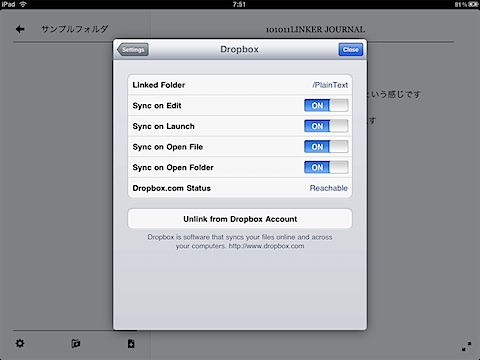 iPad 7:51 81%
サンプルフォルダ 101011LINKER JOURNAL
Settings Dropbox Close
Linked Folder /PlainText
という感じです
Sync on Edit ON
Sync on Launch ON
す
Sync on Open File ON
Sync on Open Folder ON
Dropbox.com Status Reachable
Unlink from Dropbox Account
Dropbox is software that syncs your files online and across
your computers. http://www.dropbox.com